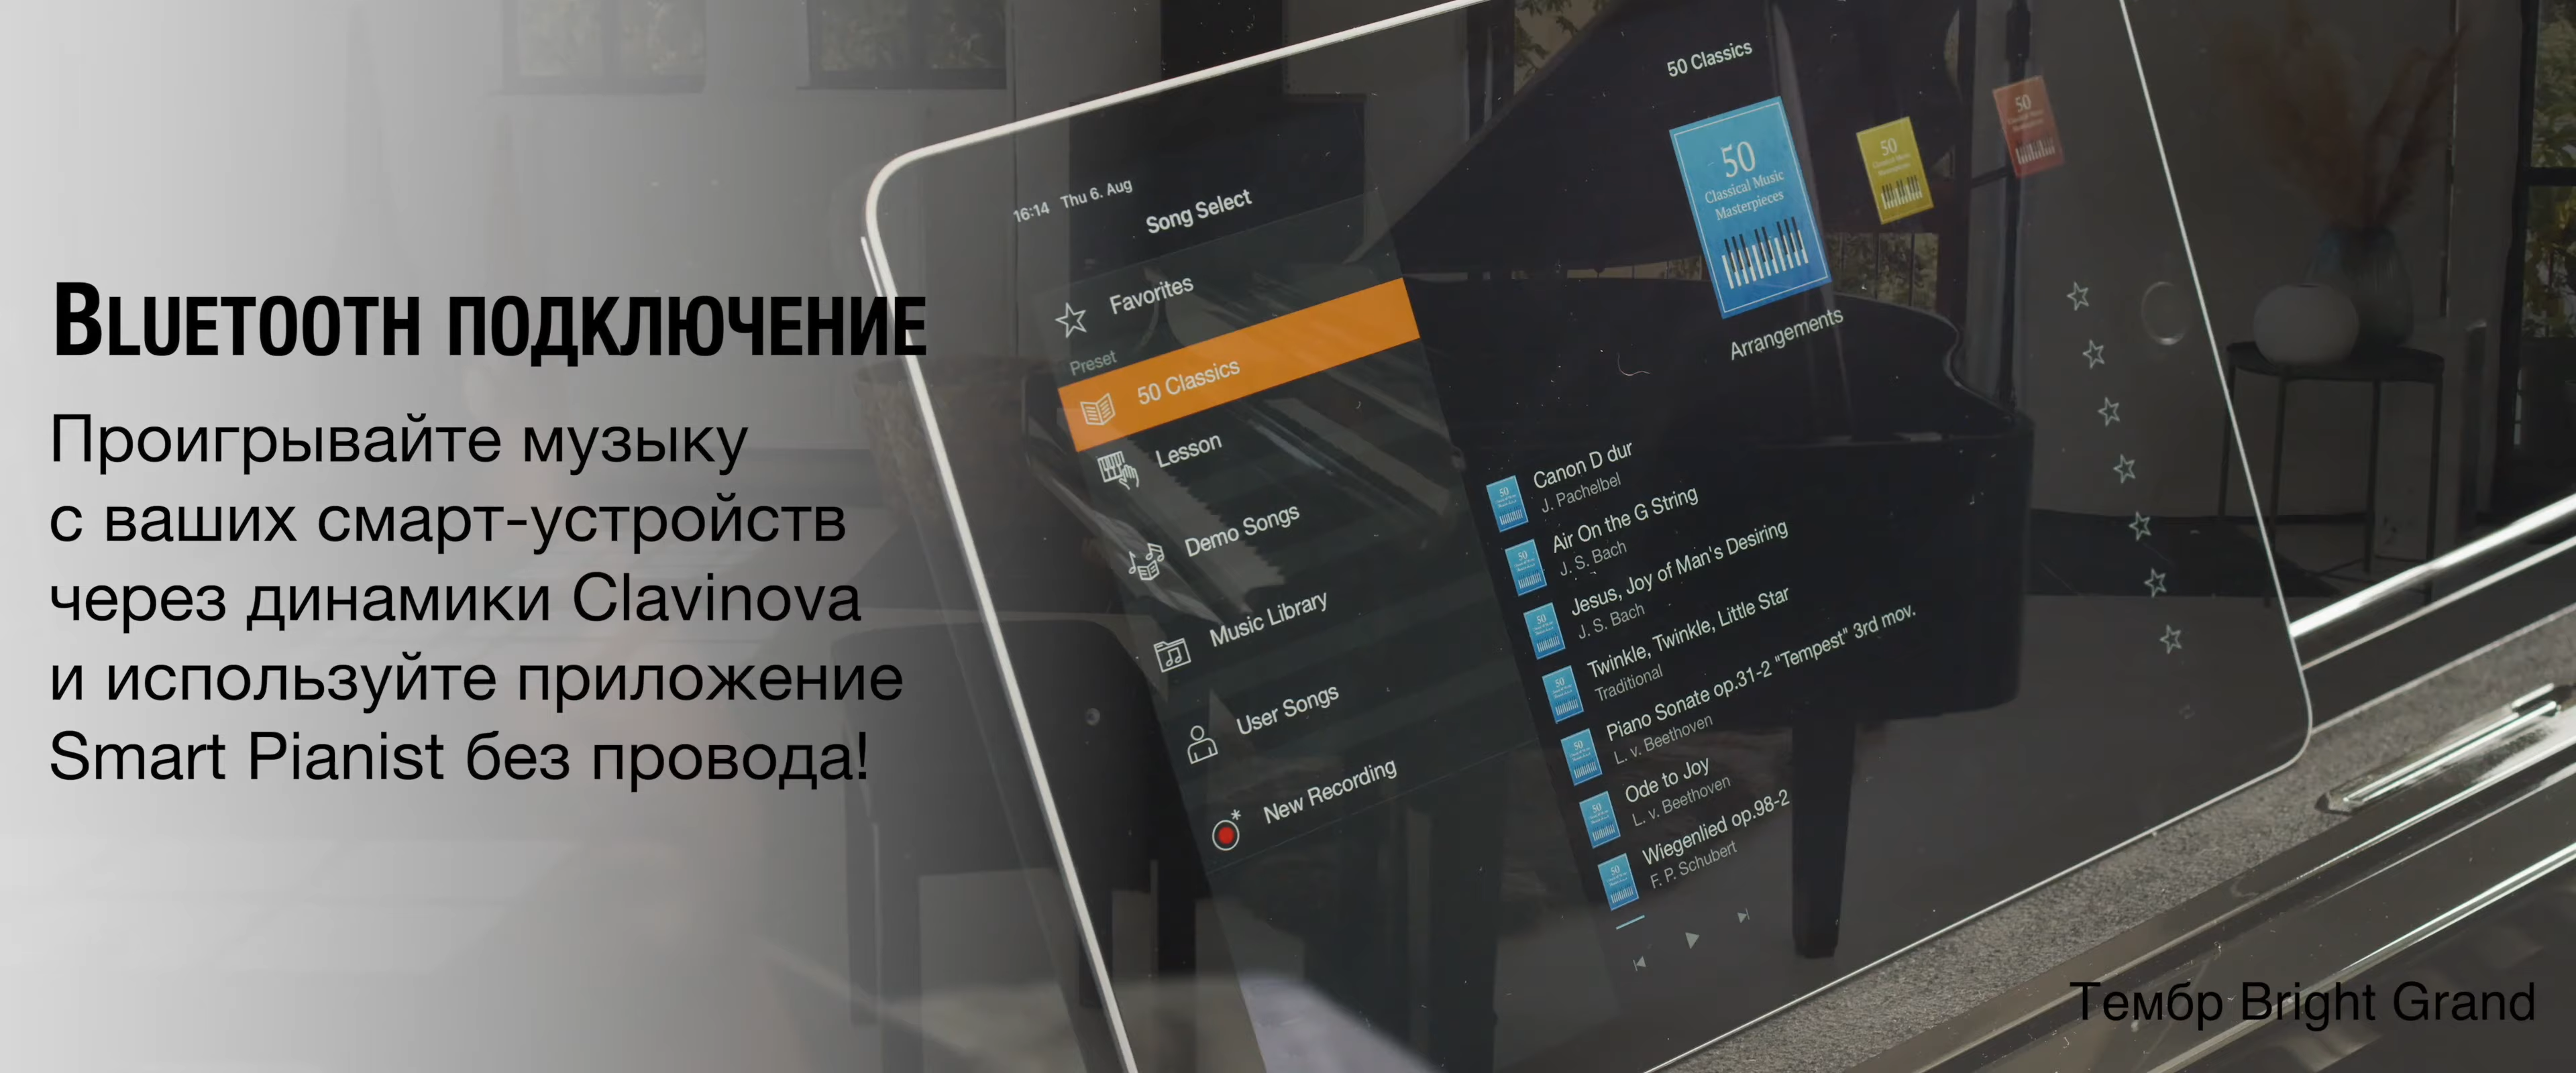 Bluetooth подключение
Проигрывайте музыку
с ваших смарт-устройств
через динамики Clavinova
и используйте приложение
Smart Pianist без провода!
16:14 Thu 6. Aug
Song Select
Favorites
Preset
50 Classics
Lesson
Demo Songs
Music Library
User Songs
New Recording
50 Classics
50
Classical Music
Masterpieces
50
50
Arrangements
Canon D dur
J. Pachelbel
Air On the G String
J. S. Bach
Jesus, Joy of Man's Desiring
J. S. Bach
Twinkle, Twinkle, Little Star
Traditional
Piano Sonate op.31-2 "Tempest" 3rd mov.
L. v. Beethoven
Ode to Joy
L. v. Beethoven
Wiegenlied op.98-2
F. P. Schubert
Тембр Bright Grand